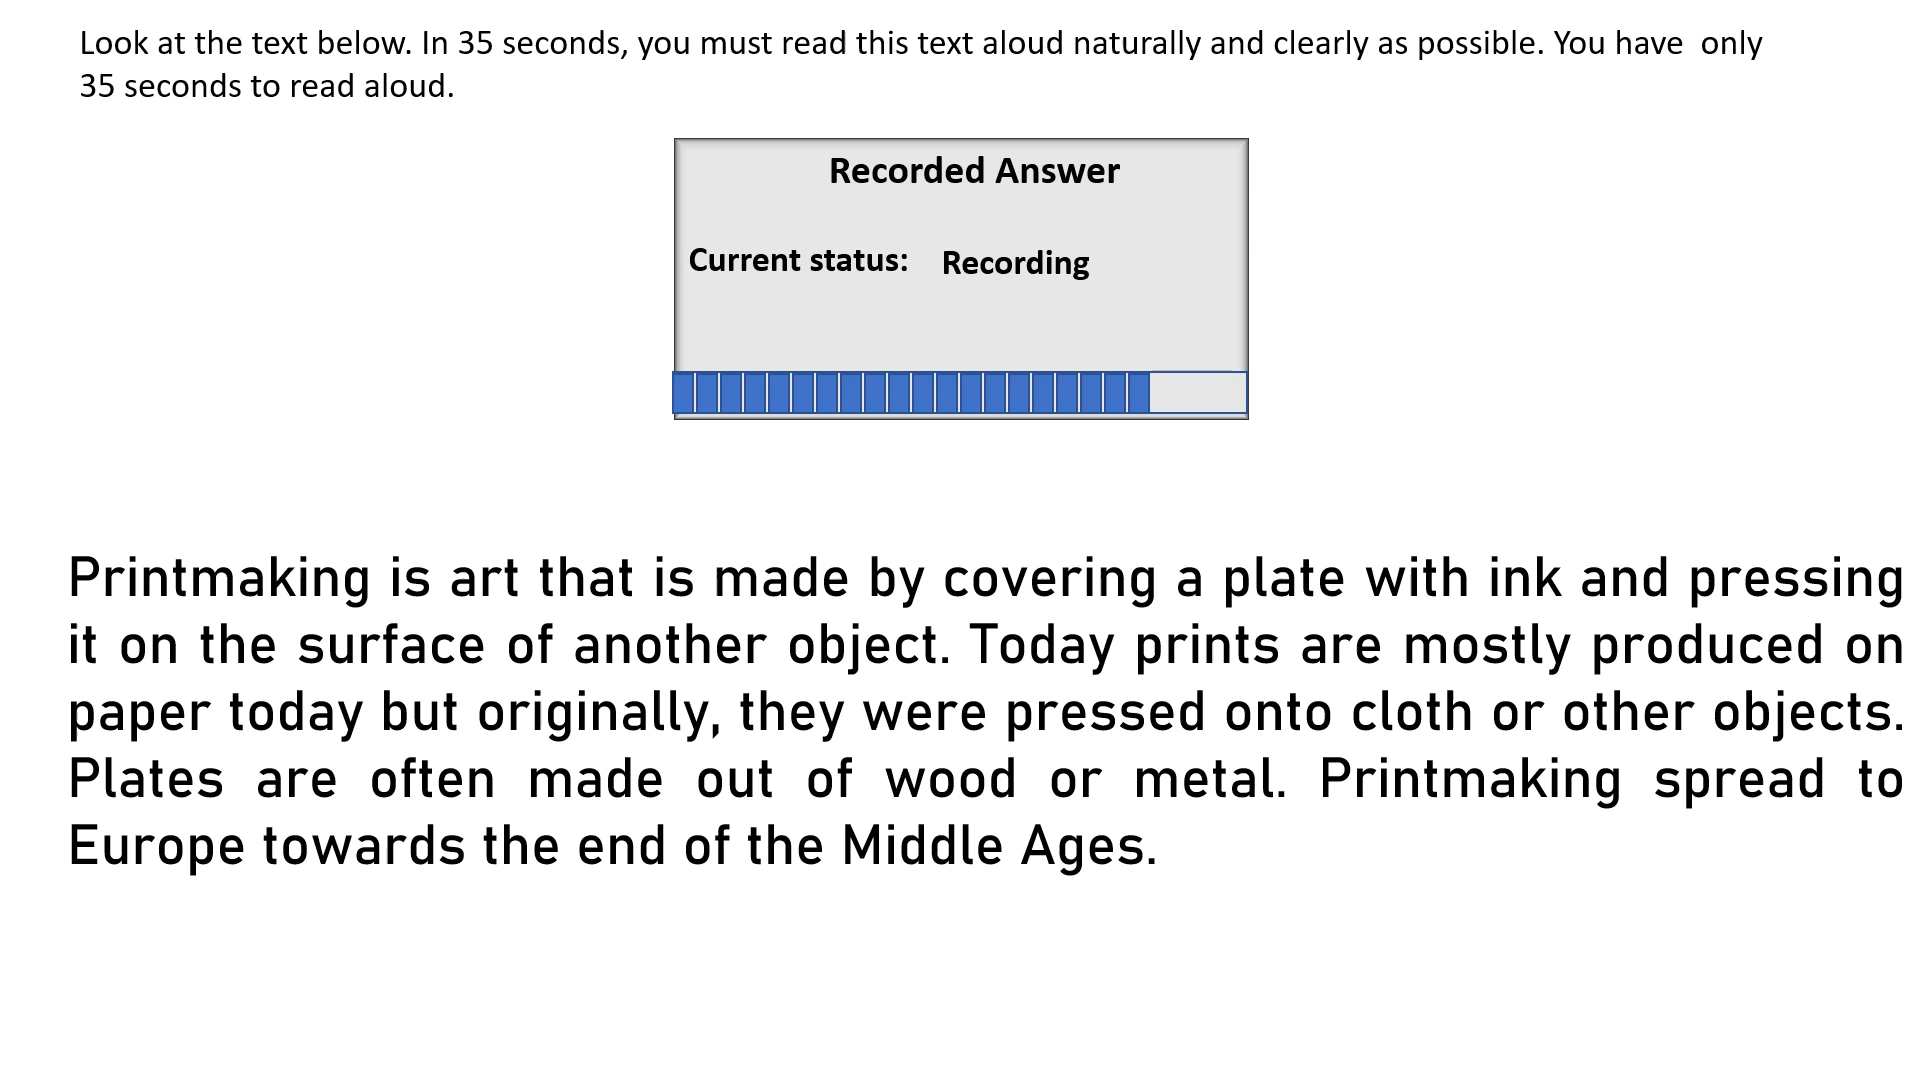 Look at the text below. In 35 seconds, you must read this text aloud naturally and clearly as possible. You have  only
35 seconds to read aloud.
Recorded Answer
Current status: Recording
Printmaking is art that is made by covering a plate with ink and pressing
it on the surface of another object. Today prints are mostly produced on
paper today but originally, they were pressed onto cloth or other objects.
Plates are often made out of wood or metal. Printmaking spread to
Europe towards the end of the Middle Ages.